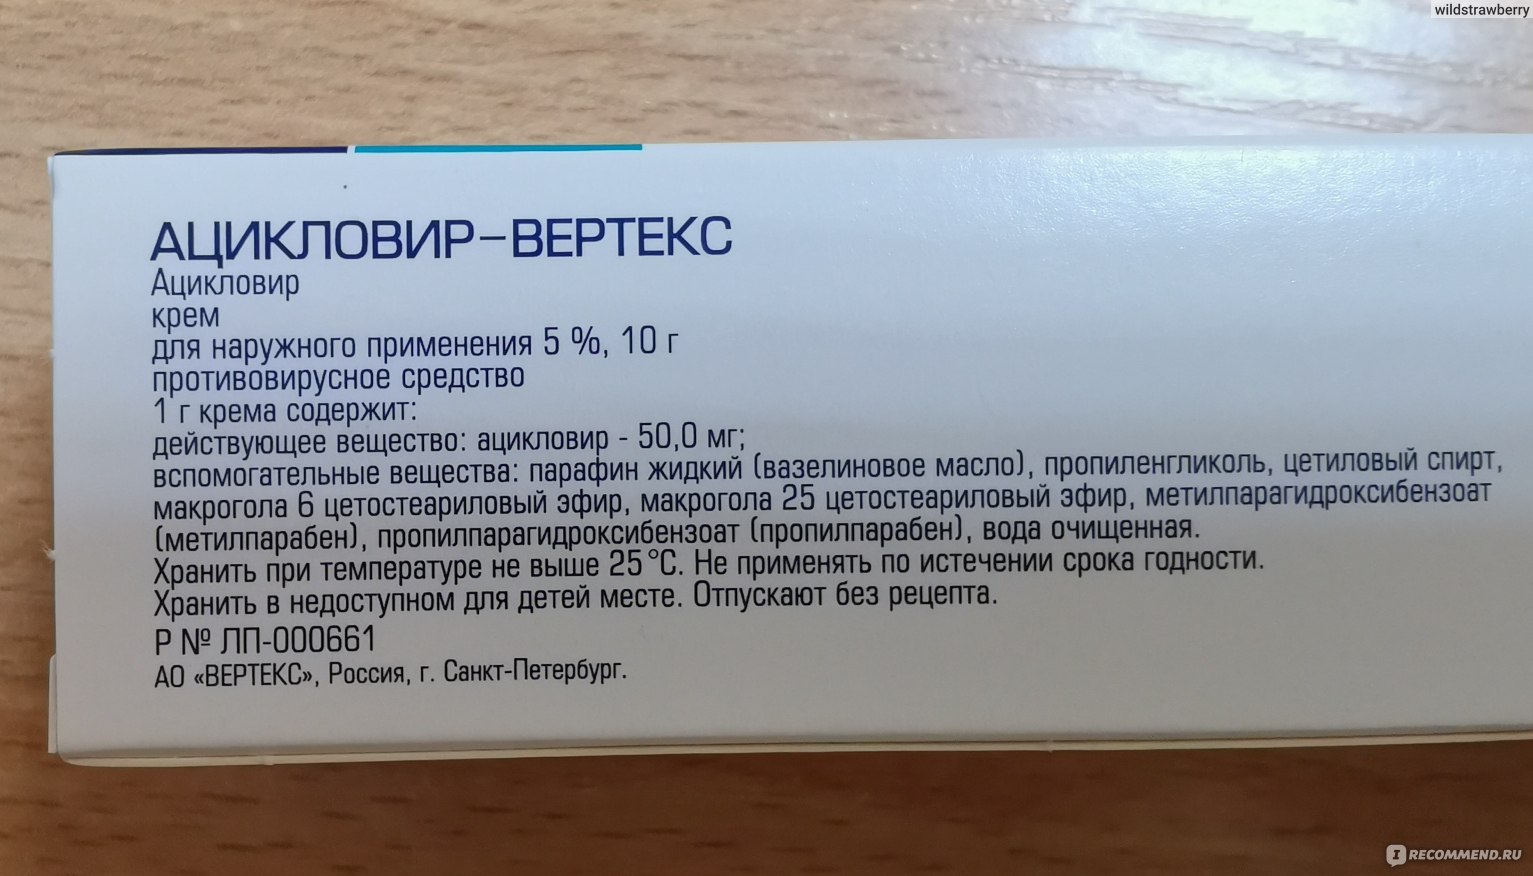 wildstrawberry
АЦИКЛОВИР-ВЕРТЕКС
Ацикловир
крем
для наружного применения 5 %, 10 г
противовирусное средство
1 г крема содержит:
действующее вещество: ацикловир - 50,0 мг;
вспомогательные вещества: парафин жидкий (вазелиновое масло), пропиленгликоль, цетиловый спирт,
макрогола 6 цетостеариловый эфир, макрогола 25 цетостеариловый эфир, метилпарагидроксибензоат
(метилпарабен), пропилпарагидроксибензоат (пропилпарабен), вода очищенная.
Хранить при температуре не выше 25 °С. Не применять по истечении срока годности.
Хранить в недоступном для детей месте. Отпускают без рецепта.
Р № ЛП-000661
АО «ВЕРТЕКС», Россия, г. Санкт-Петербург.
IRECOMMEND.RU